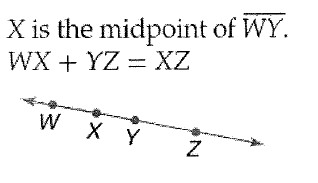 X is the midpoint of WY.
WX + YZ = XZ
W X Y Z